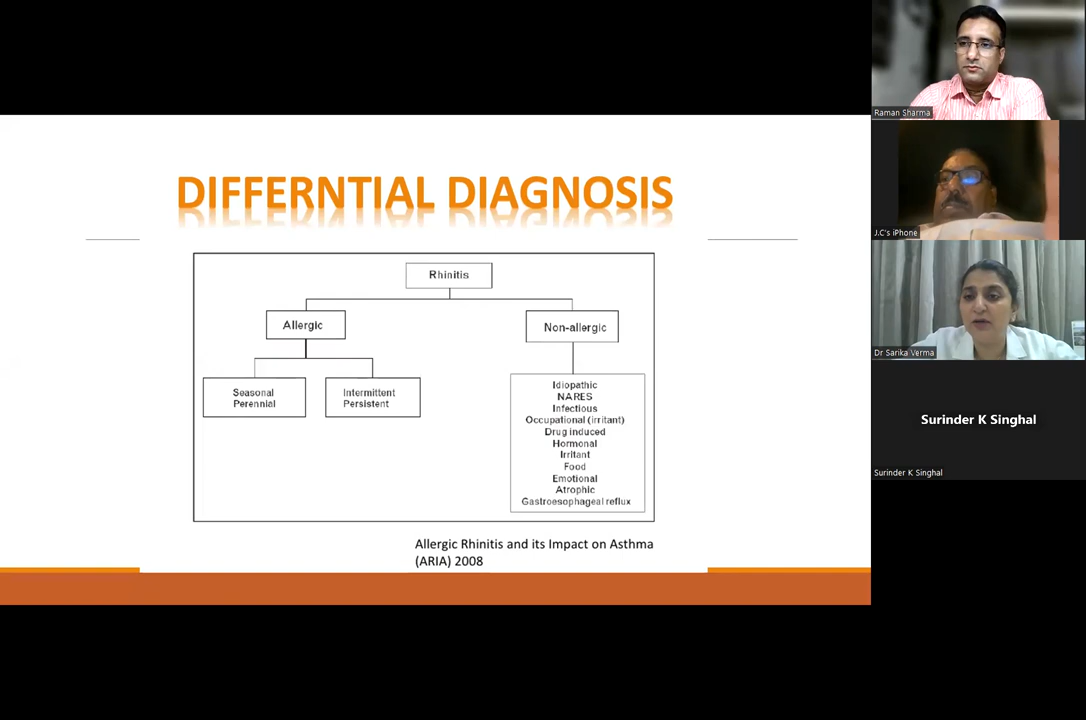 DIFFERNTIAL DIAGNOSIS
Rhinitis
Allergic
Non-allergic
Seasonal
Perennial
Intermittent
Persistent
Idiopathic
NARES
Infectious
Occupational (irritant)
Drug induced
Hormonal
Irritant
Food
Emotional
Atrophic
Gastroesophageal reflux
Allergic Rhinitis and its Impact on Asthma
(ARIA) 2008
Raman Sharma
J.C's iPhone
Dr Sarika Verma
Surinder K Singhal
Surinder K Singhal